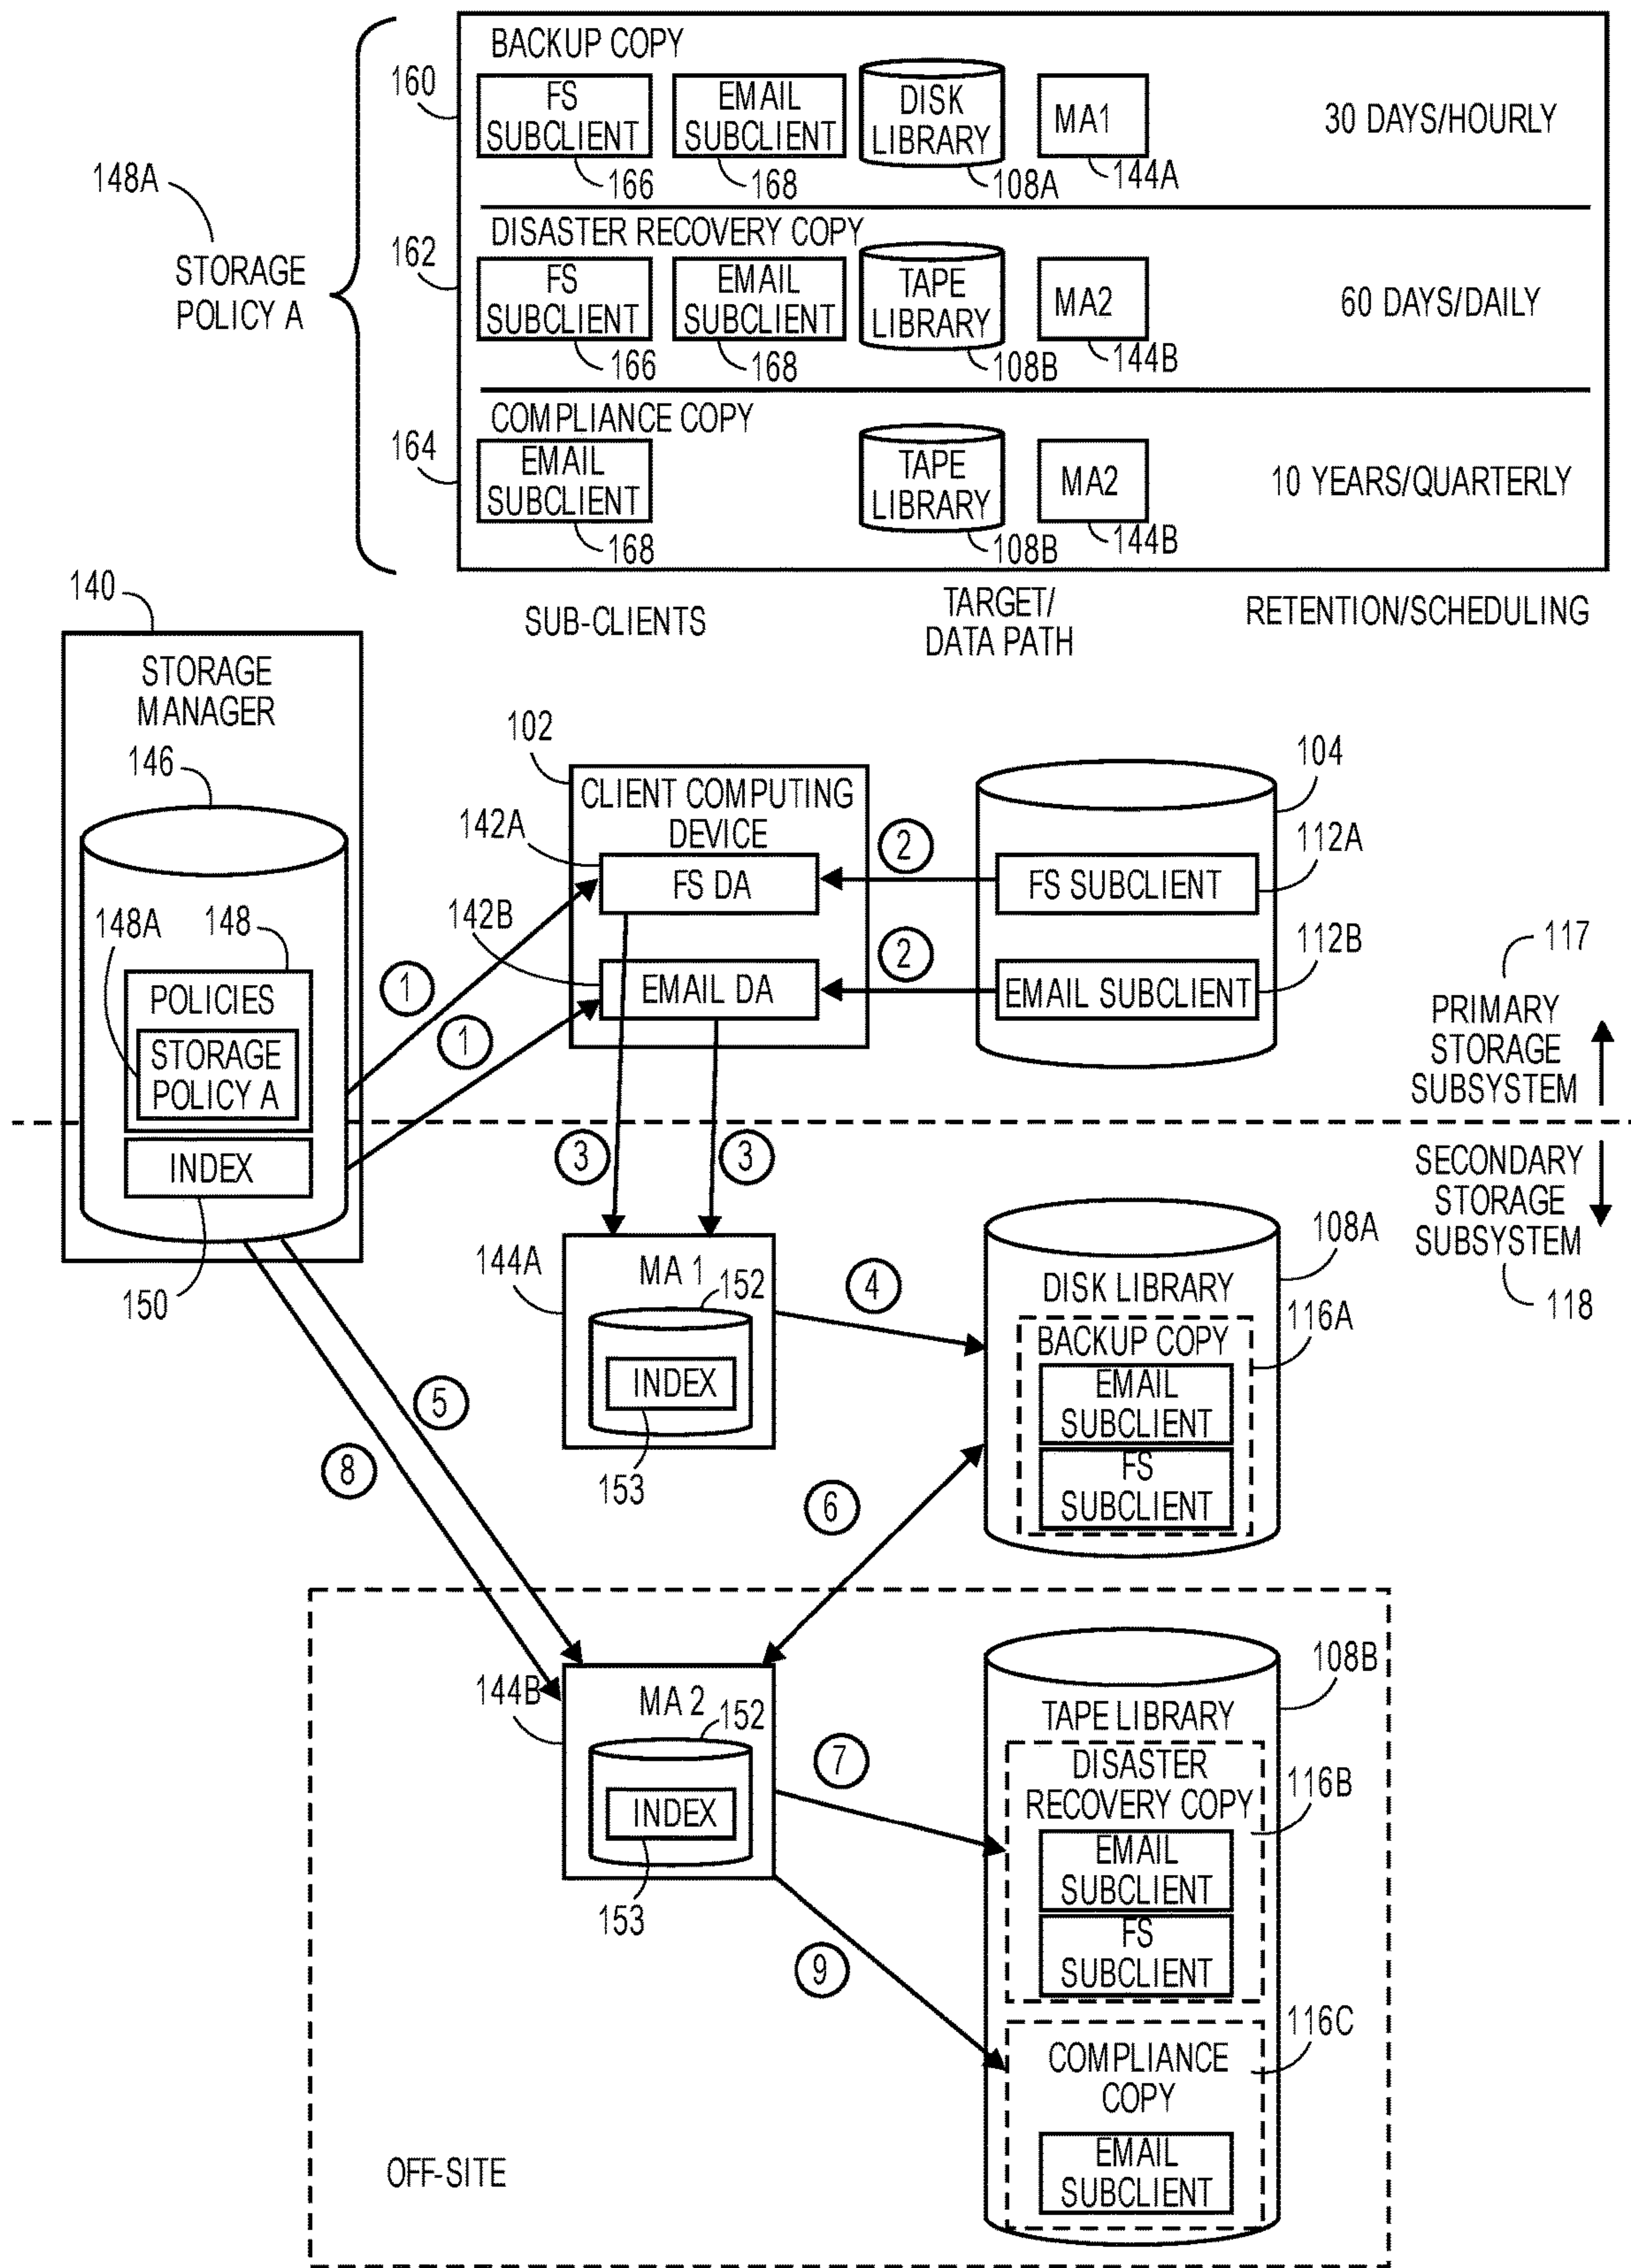 BACKUP COPY
160
FS
SUBCLIENT
166
EMAIL
SUBCLIENT
168
DISK
LIBRARY
108A
MA1
144A
30 DAYS/HOURLY
148A
STORAGE
POLICY A
DISASTER RECOVERY COPY
162
FS
SUBCLIENT
166
EMAIL
SUBCLIENT
168
TAPE
LIBRARY
108B
MA2
144B
60 DAYS/DAILY
COMPLIANCE COPY
164
EMAIL
SUBCLIENT
168
TAPE
LIBRARY
108B
MA2
144B
10 YEARS/QUARTERLY
SUB-CLIENTS
TARGET/
DATA PATH
RETENTION/SCHEDULING
140
STORAGE
MANAGER
146
148A
148
POLICIES
STORAGE
POLICY A
INDEX
150
1
1
102
CLIENT COMPUTING
DEVICE
142A
FS DA
142B
EMAIL DA
2
2
104
112A
FS SUBCLIENT
112B
EMAIL SUBCLIENT
117
PRIMARY
STORAGE
SUBSYSTEM
SECONDARY
STORAGE
SUBSYSTEM
118
3
3
144A
MA 1
152
INDEX
153
4
108A
DISK LIBRARY
116A
BACKUP COPY
EMAIL
SUBCLIENT
FS
SUBCLIENT
5
8
6
144B
MA 2
152
INDEX
153
7
9
108B
TAPE LIBRARY
DISASTER
RECOVERY COPY
116B
EMAIL
SUBCLIENT
FS
SUBCLIENT
116C
COMPLIANCE
COPY
EMAIL
SUBCLIENT
OFF-SITE